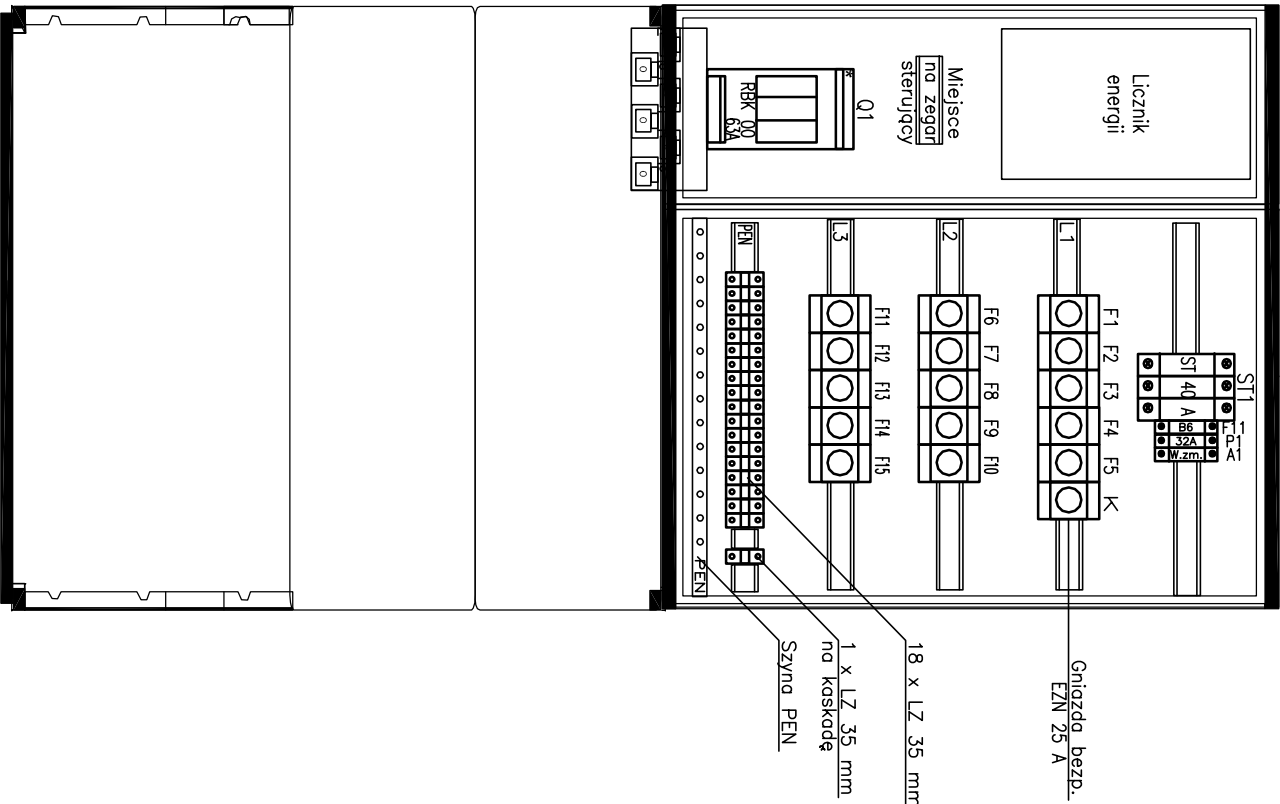 Licznik
energii
Miejsce
na zegar
sterujący
Q1
*
RBK 00
63A
ST1
ST 40 A
F11
P1
A1
B6
32A
W.zm.
L1
F1
F2
F3
F4
F5
K
L2
F6
F7
F8
F9
F10
L3
F11
F12
F13
F14
F15
PEN
PEN
Gniazda bezp.
EZN 25 A
18 x LZ 35 mm
1 x LZ 35 mm
na kaskadę
Szyna PEN